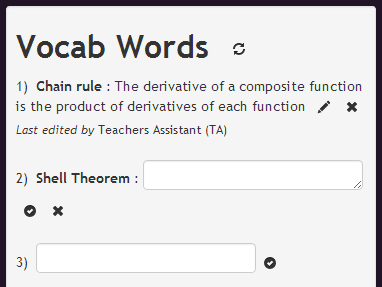 Vocab Words
1) Chain rule : The derivative of a composite function
is the product of derivatives of each function
Last edited by Teachers Assistant (TA)
2) Shell Theorem :
3)